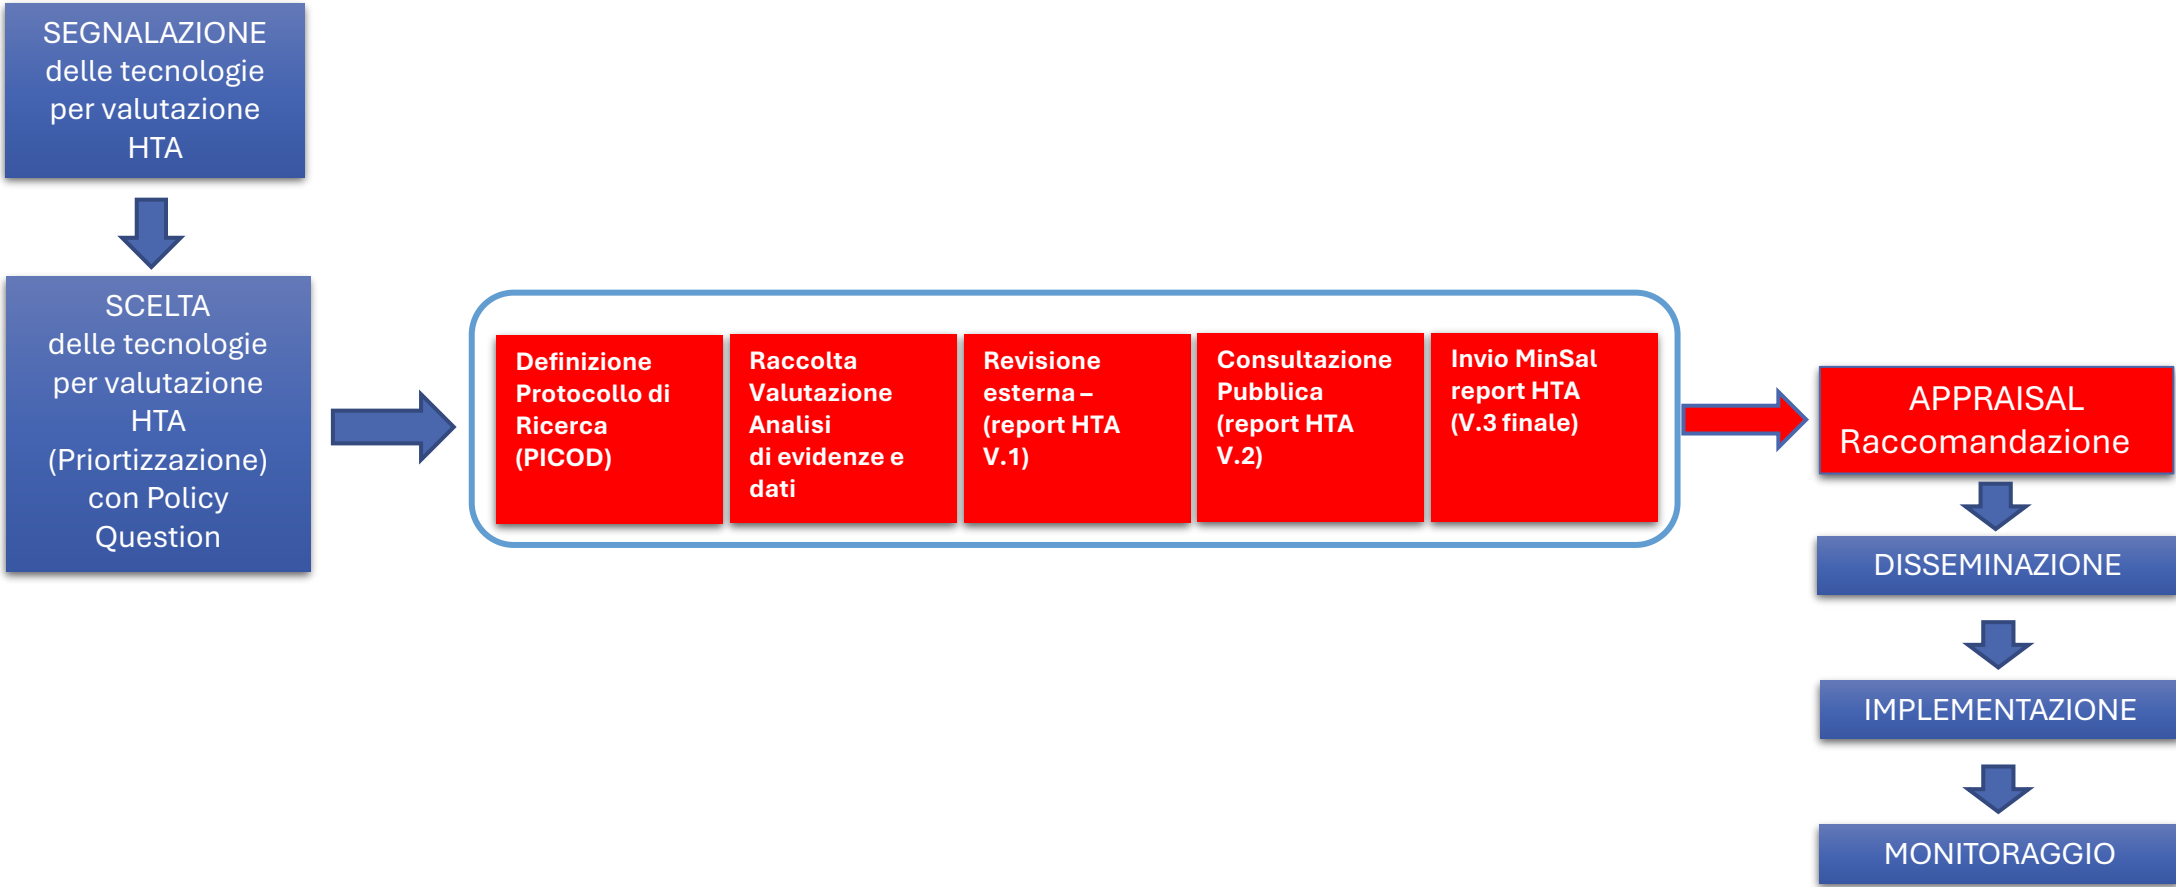 SEGNALAZIONE
delle tecnologie
per valutazione
HTA
SCELTA
delle tecnologie
per valutazione
HTA
(Priortizzazione)
con Policy
Question
Definizione
Protocollo di
Ricerca
(PICOD)
Raccolta
Valutazione
Analisi
di evidenze e
dati
Revisione
esterna –
(report HTA
V.1)
Consultazione
Pubblica
(report HTA
V.2)
Invio MinSal
report HTA
(V.3 finale)
APPRAISAL
Raccomandazione
DISSEMINAZIONE
IMPLEMENTAZIONE
MONITORAGGIO